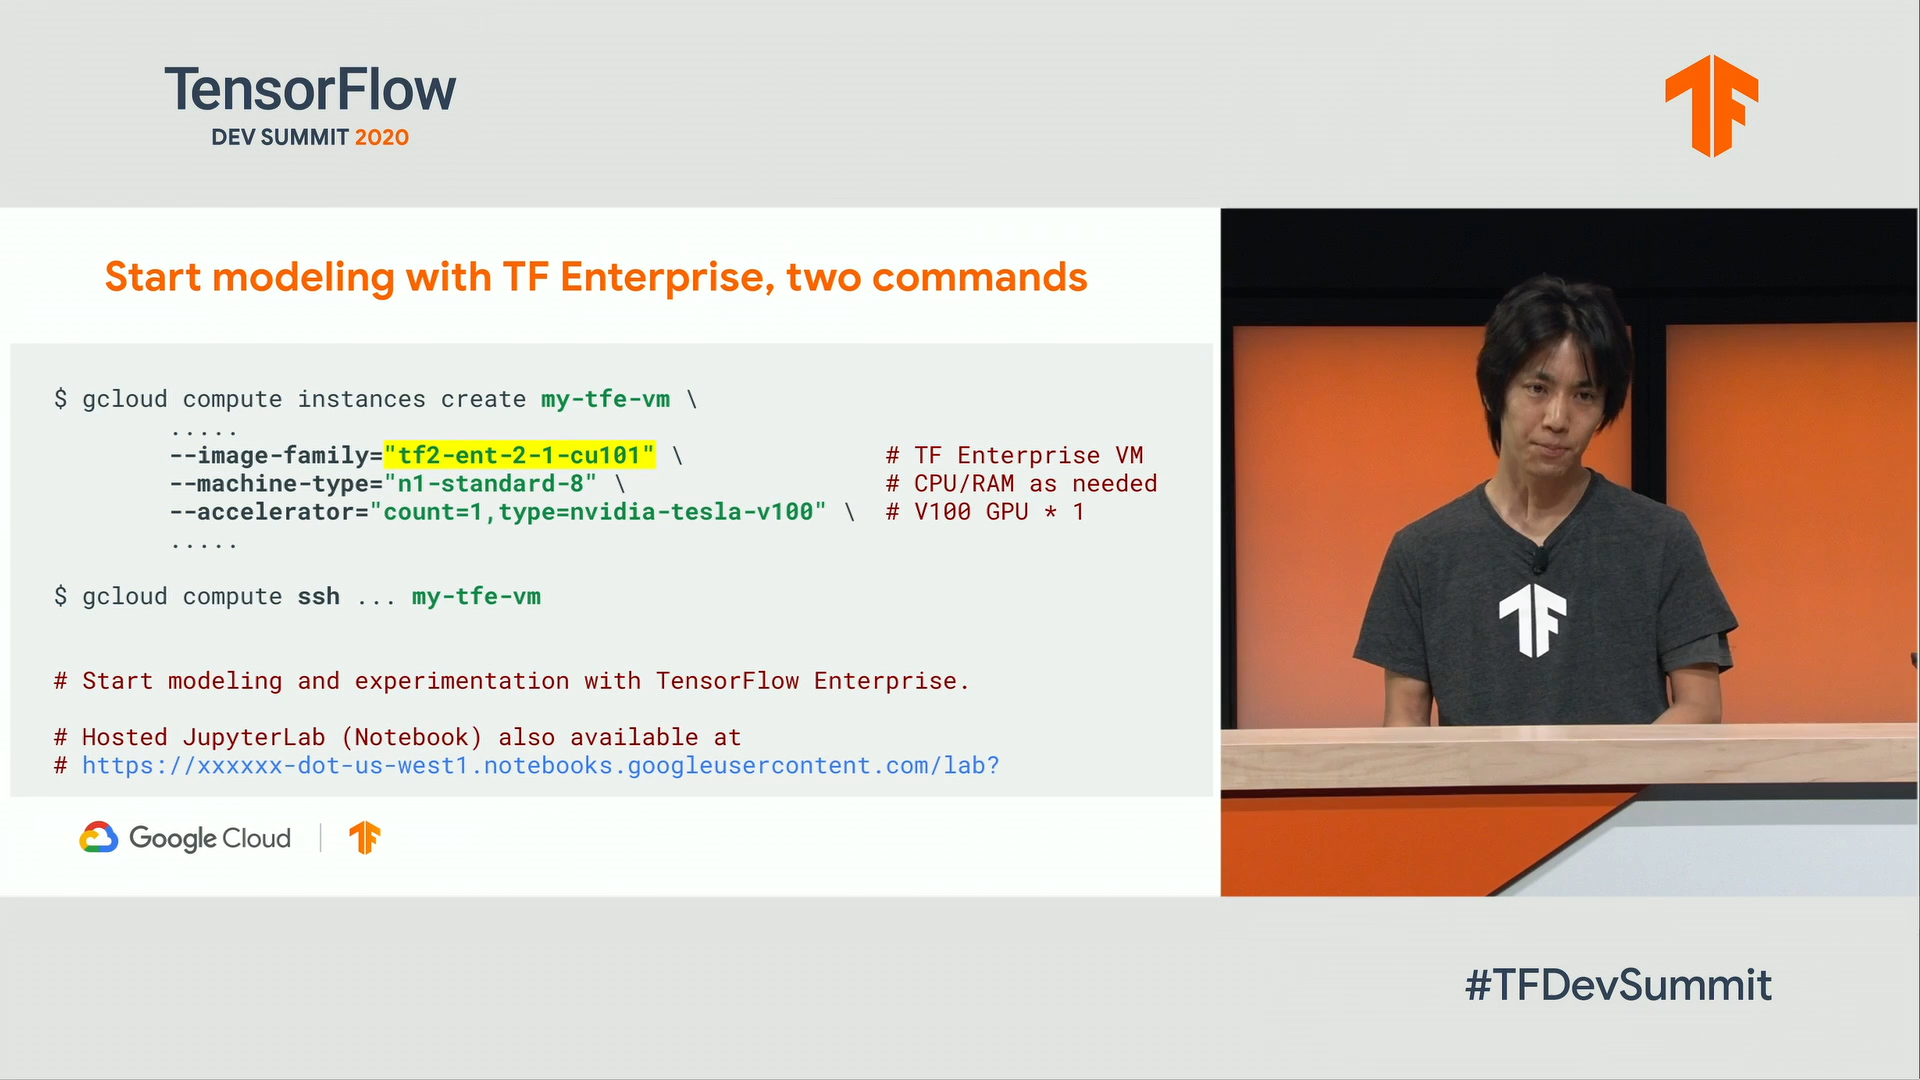 TensorFlow
DEV SUMMIT 2020
Start modeling with TF Enterprise, two commands
$ gcloud compute instances create my-tfe-vm \
.....
--image-family="tf2-ent-2-1-cu101" \ # TF Enterprise VM
--machine-type="n1-standard-8" \ # CPU/RAM as needed
--accelerator="count=1,type=nvidia-tesla-v100" \ # V100 GPU * 1
.....
$ gcloud compute ssh ... my-tfe-vm
# Start modeling and experimentation with TensorFlow Enterprise.
# Hosted JupyterLab (Notebook) also available at
# https://xxxxxx-dot-us-west1.notebooks.googleusercontent.com/lab?
Google Cloud
#TFDevSummit